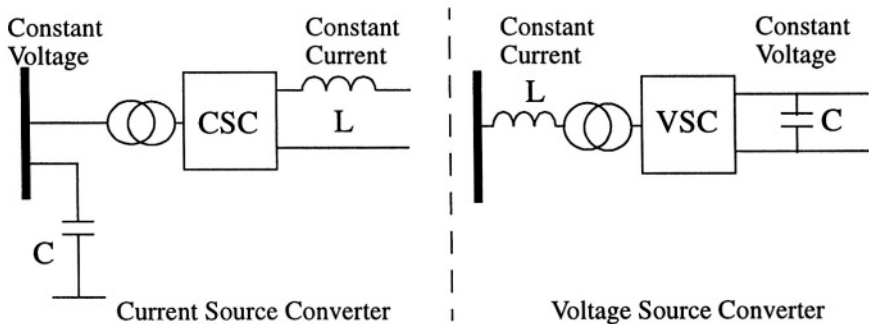 Constant
Voltage
Constant
Current
CSC
L
C
Current Source Converter
Constant
Current
L
Constant
Voltage
VSC
C
Voltage Source Converter